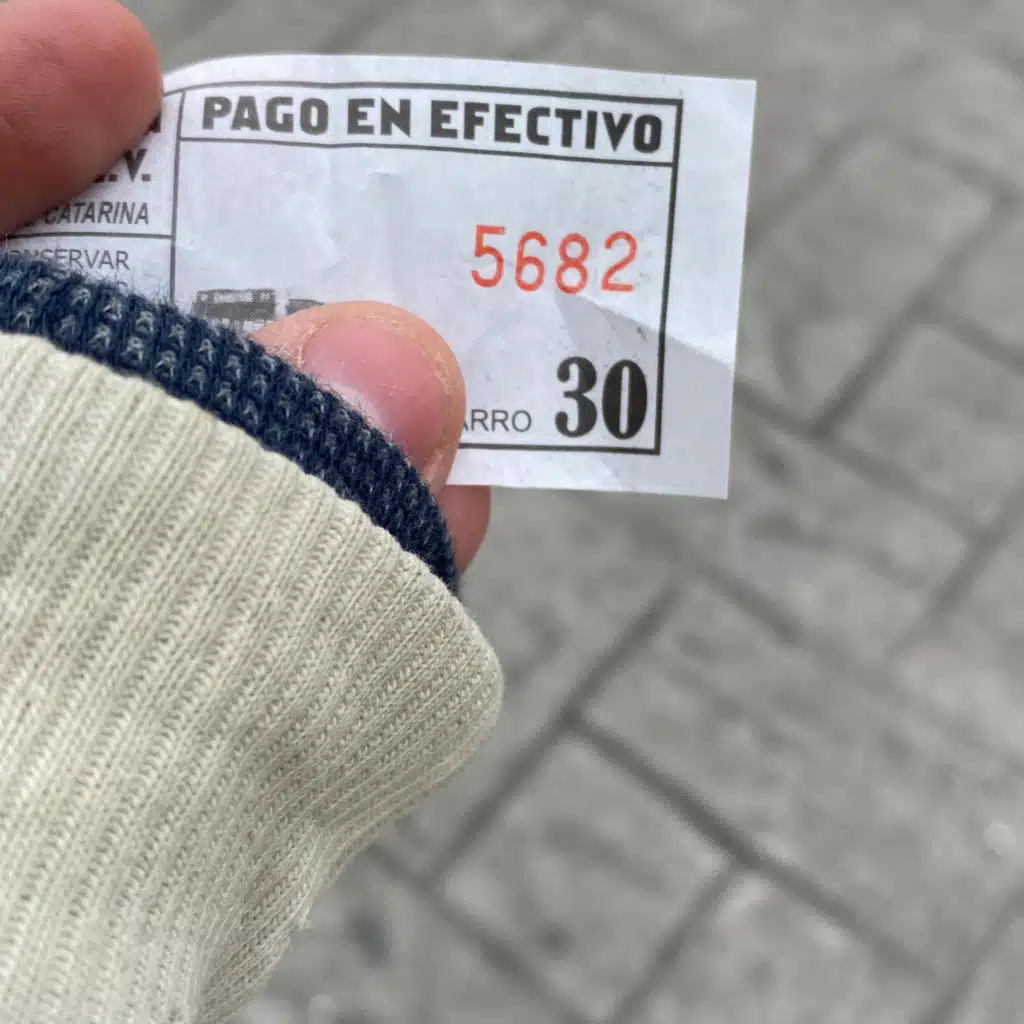 PAGO EN EFECTIVO
.V.
CATARINA
5682
30